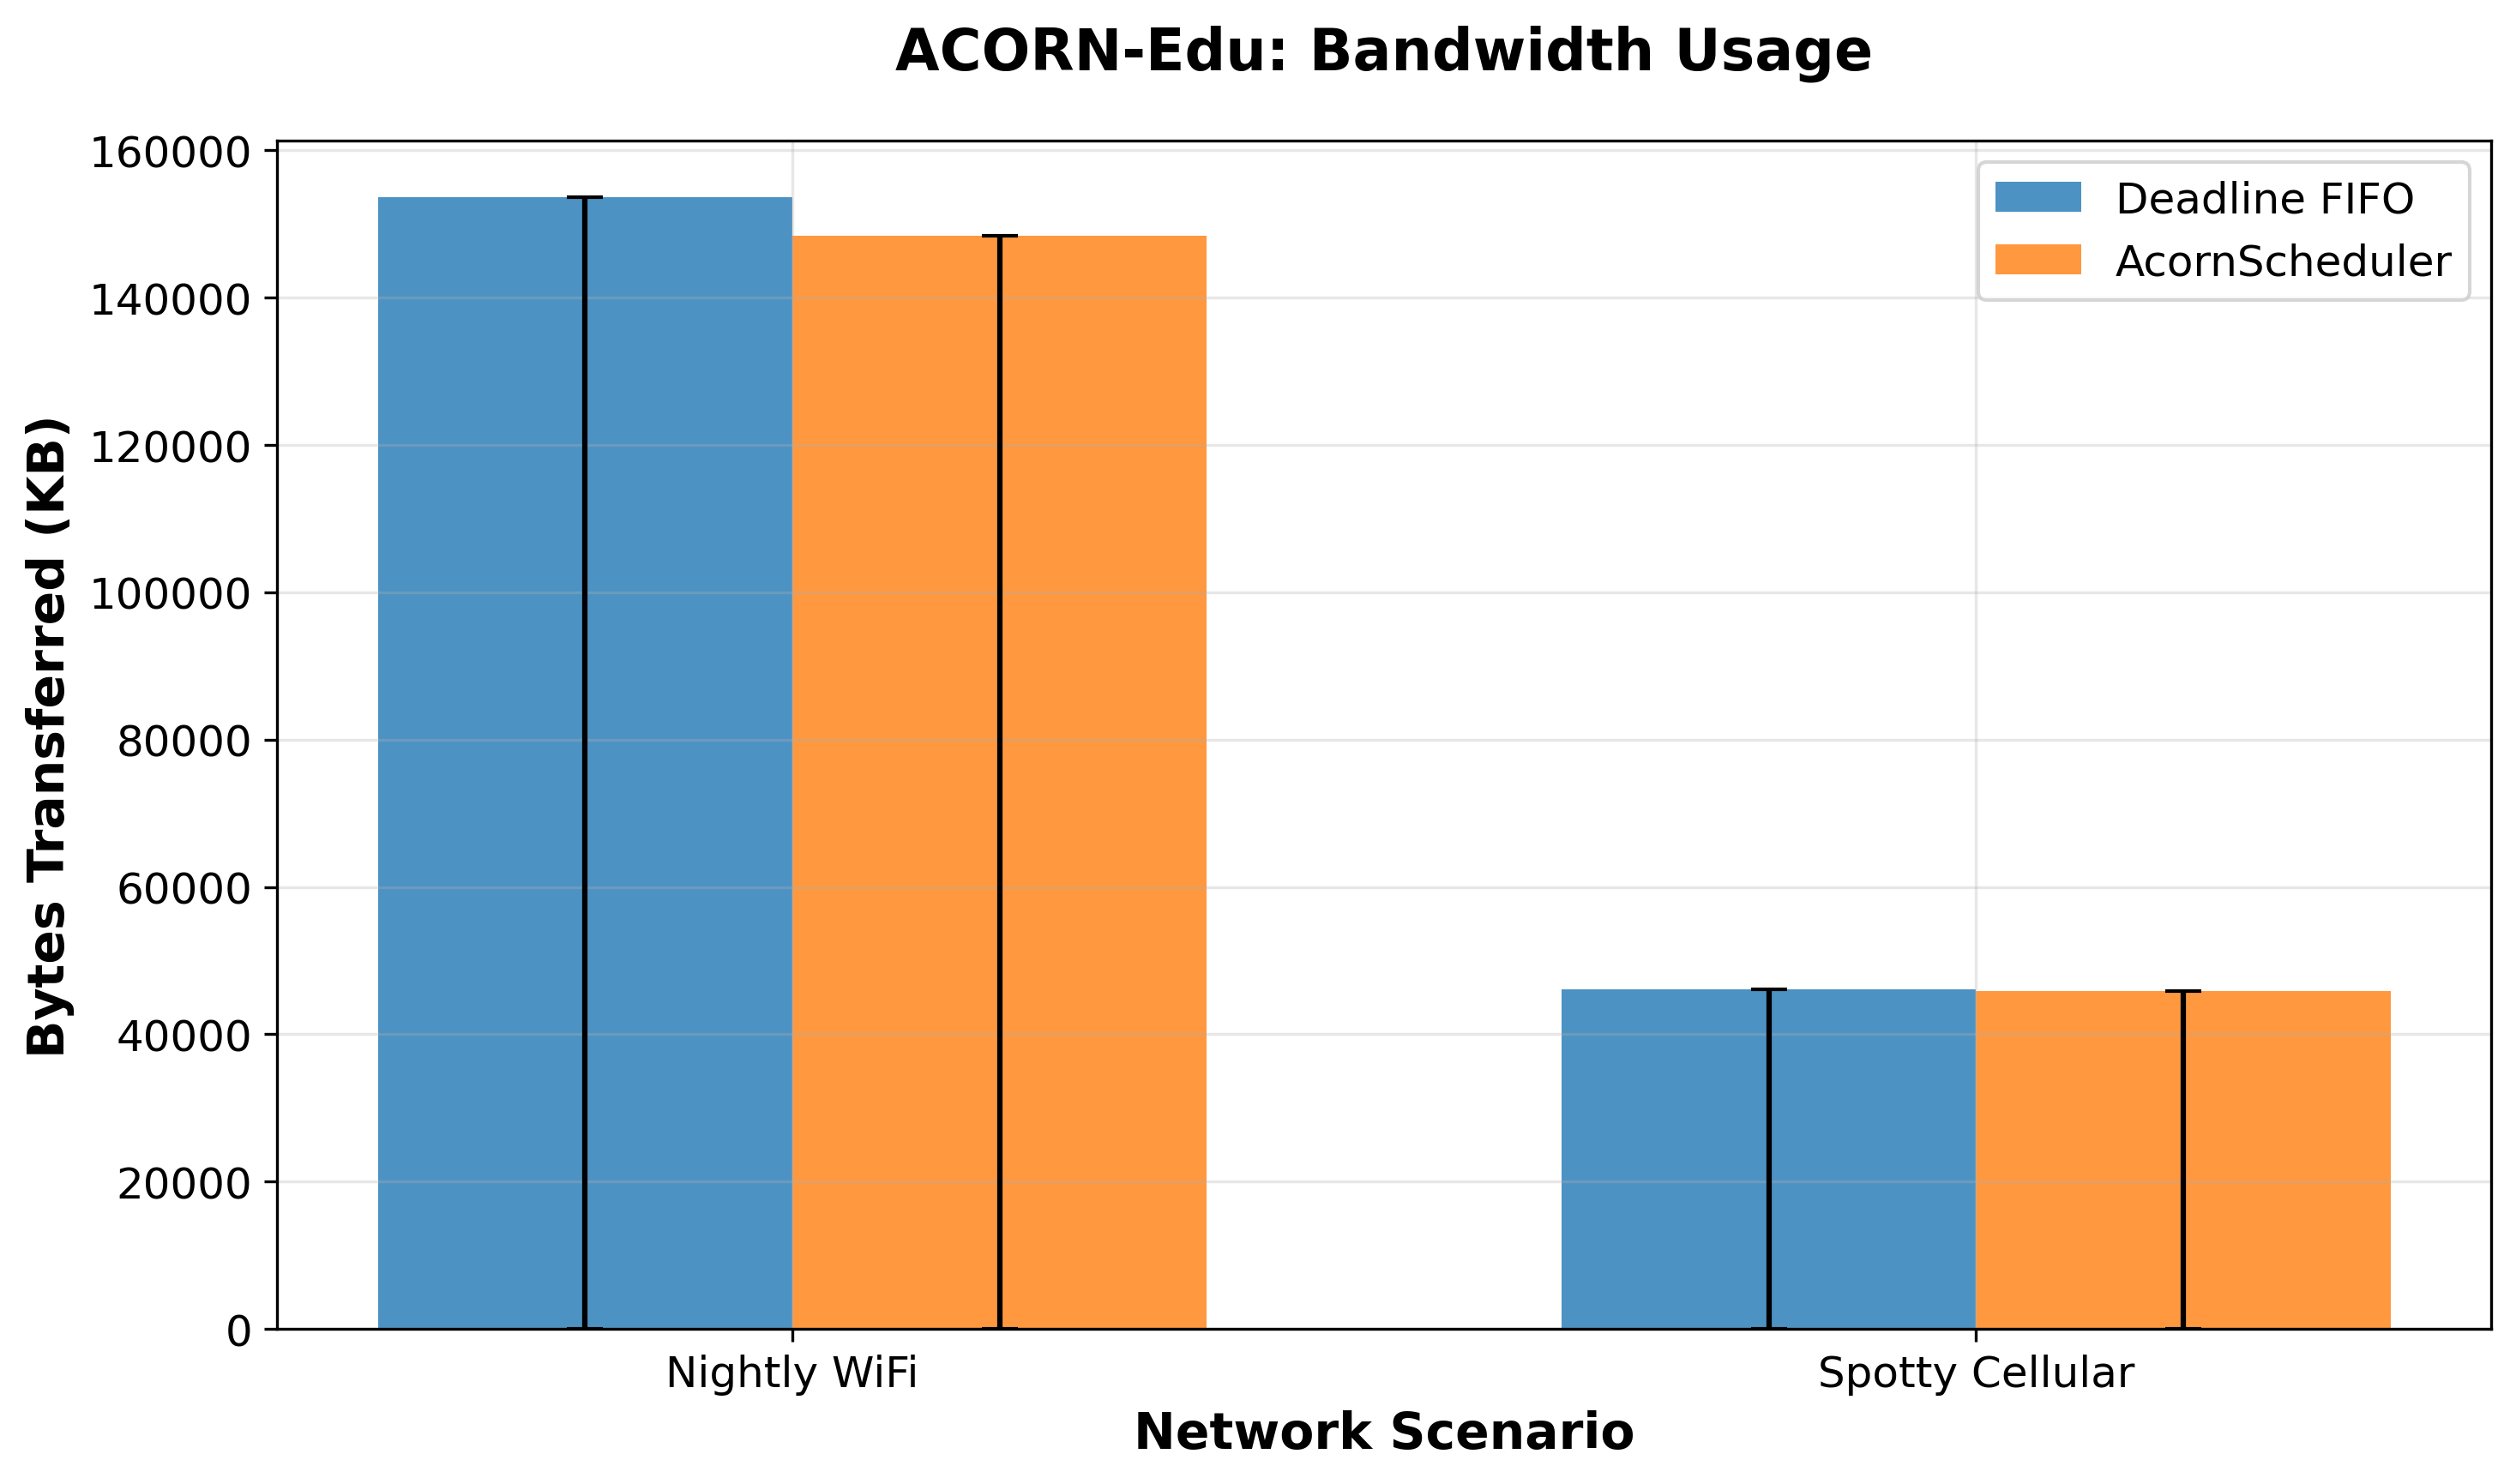 ACORN-Edu: Bandwidth Usage
Bytes Transferred (KB)
160000
140000
120000
100000
80000
60000
40000
20000
0
Deadline FIFO
AcornScheduler
Nightly WiFi
Spotty Cellular
Network Scenario